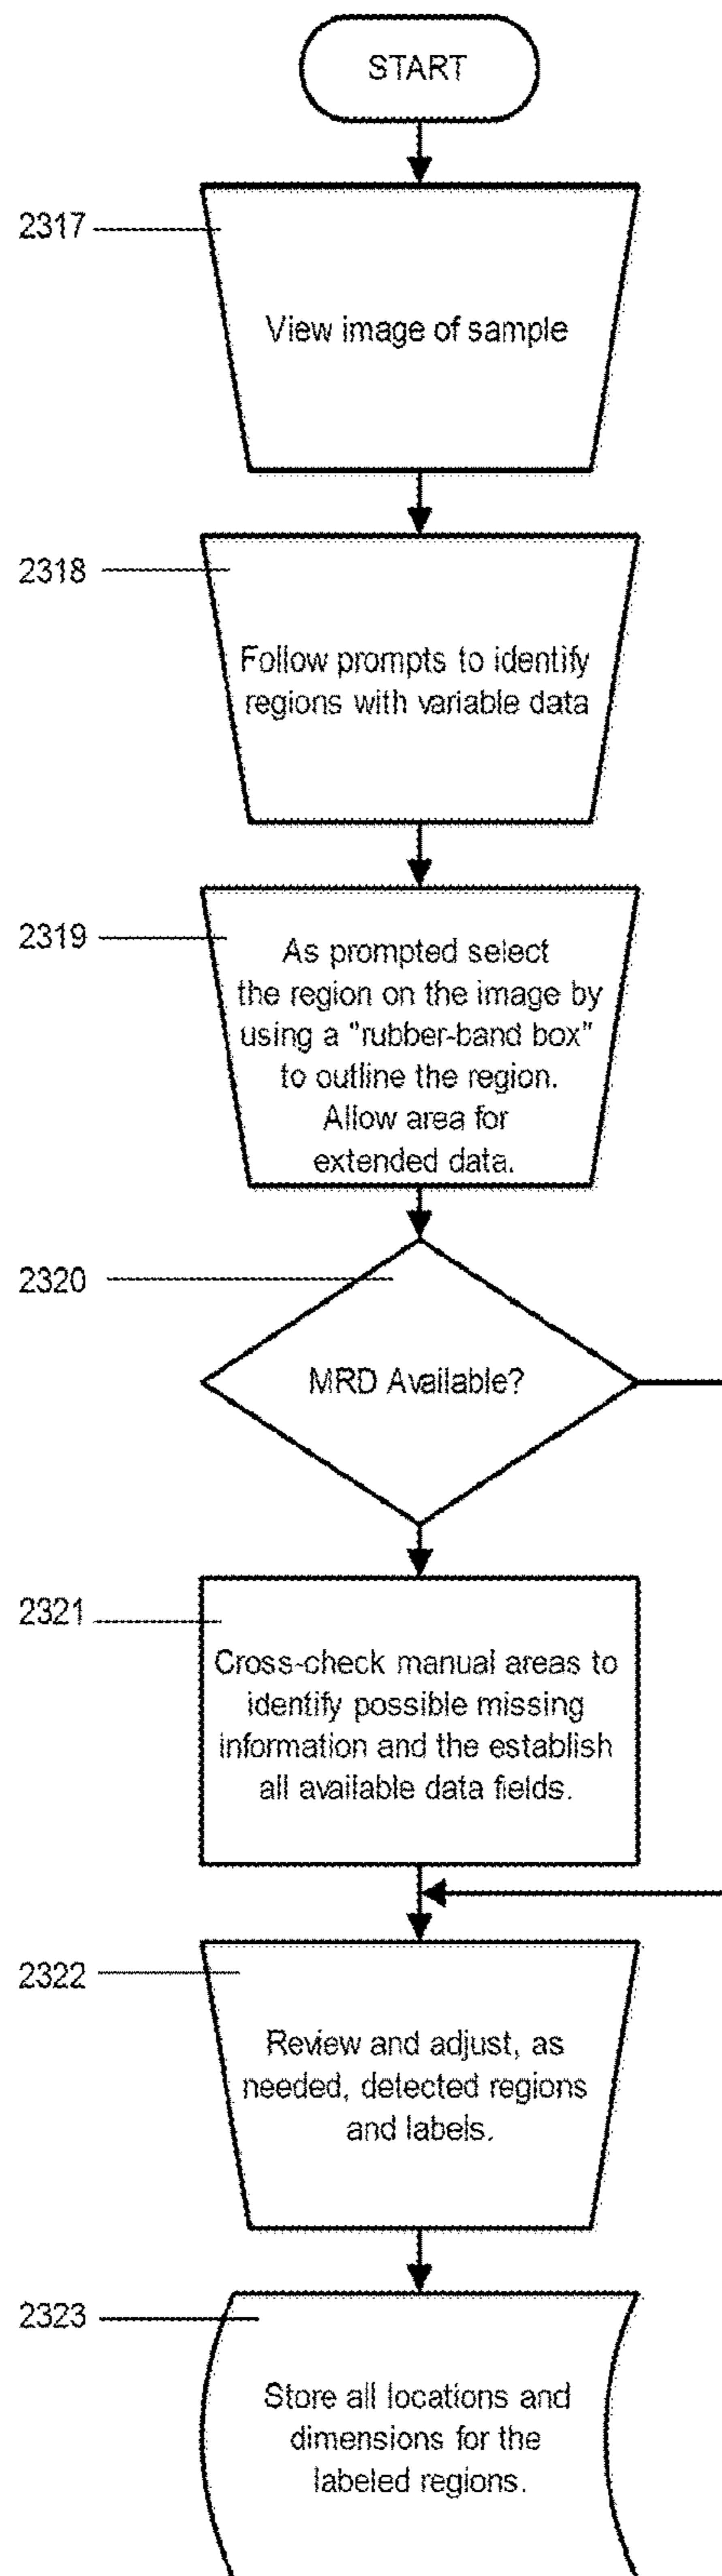 START
2317
View image of sample
2318
Follow prompts to identify
regions with variable data
2319
As prompted select
the region on the image by
using a "rubber-band box"
to outline the region.
Allow area for
extended data.
2320
MRD Available?
2321
Cross-check manual areas to
identify possible missing
information and the establish
all available data fields.
2322
Review and adjust, as
needed, detected regions
and labels.
2323
Store all locations and
dimensions for the
labeled regions.